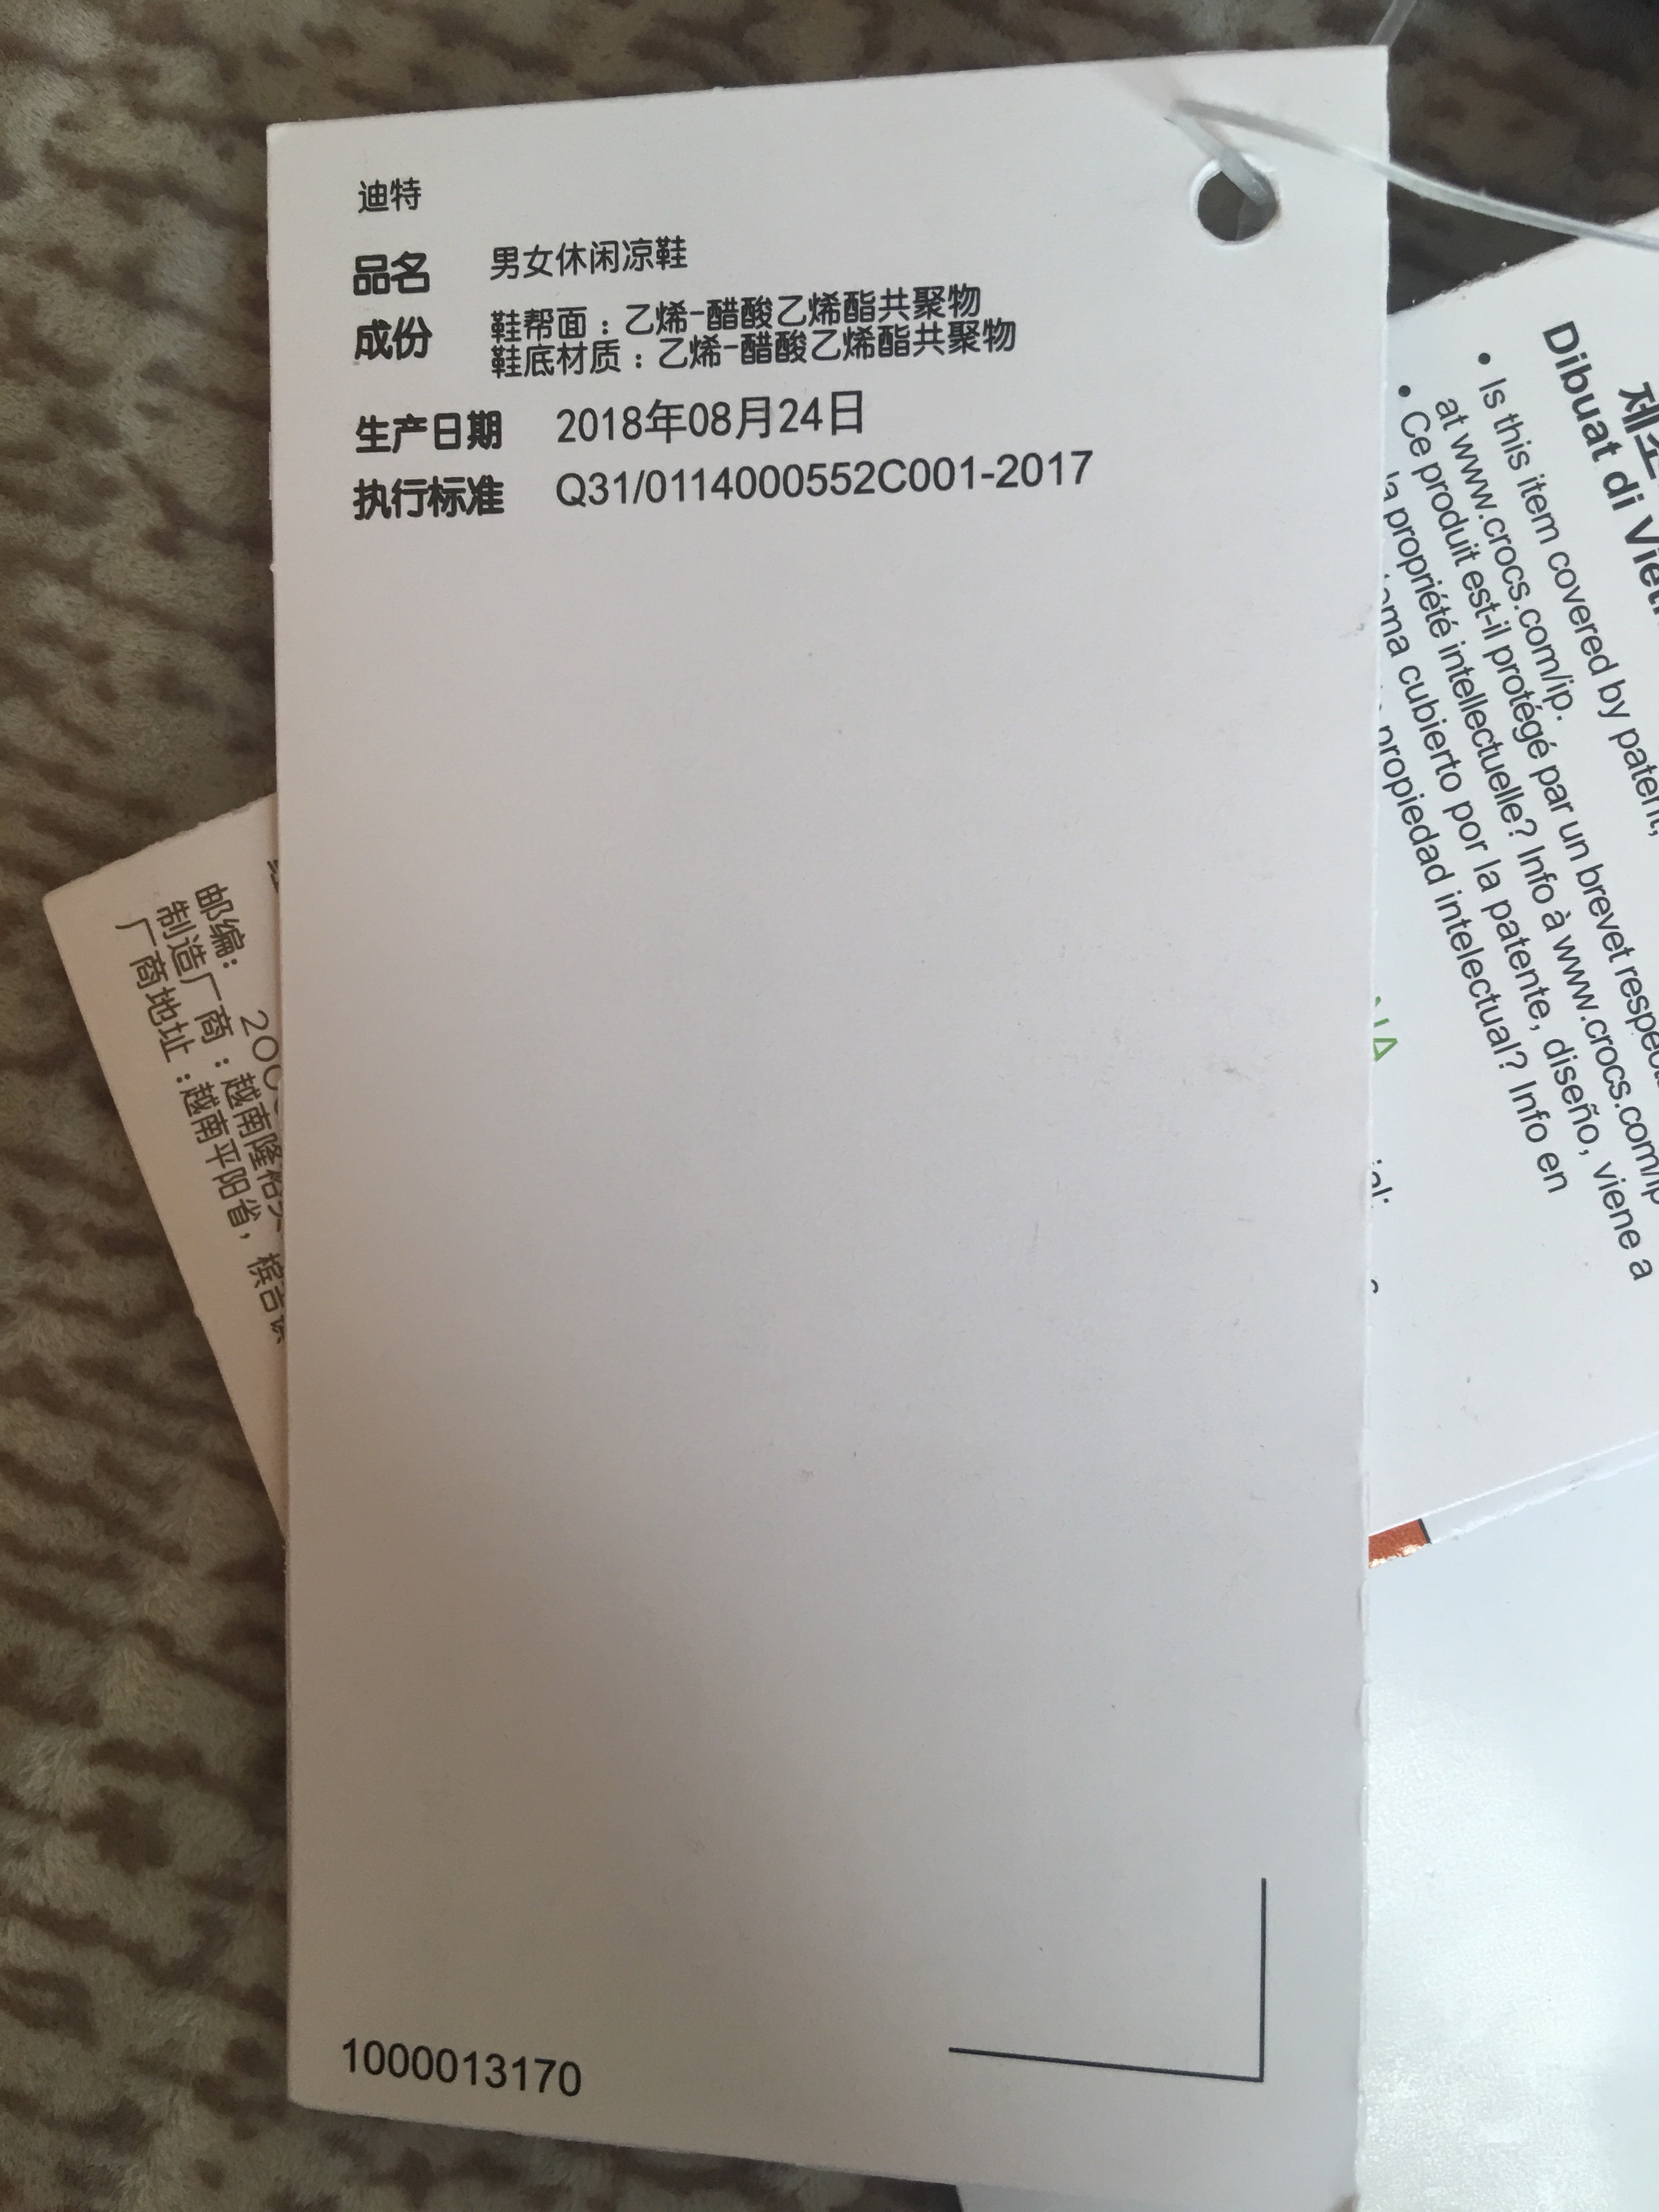 迪特
品名 男女休闲凉鞋
成份 鞋帮面：乙烯-醋酸乙烯酯共聚物
鞋底材质：乙烯-醋酸乙烯酯共聚物
生产日期 2018年08月24日
执行标准 Q31/0114000552C001-2017
1000013170
邮编: 200
制造厂商：越南隆
厂商地址:越南平阳省，槟吉
제조
Dibuat di
• Is this item covered by patent,
at www.crocs.com/ip.
• Ce produit est-il protégé par un brevet
la propriété intellectuelle? Info à www.crocs.com/ip
cubierto por la patente, diseño, viene a
propiedad intelectual? Info en